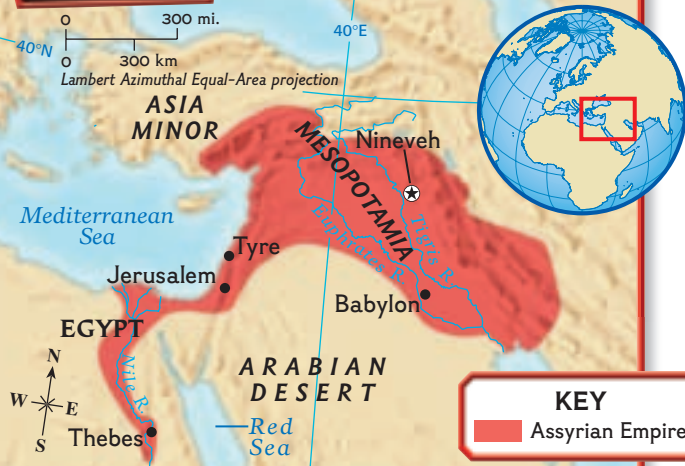 0 300 mi.
0 300 km
Lambert Azimuthal Equal-Area projection
40°N
40°E
ASIA
MINOR
MESOPOTAMIA
Nineveh
Mediterranean
Sea
Tigris R.
Euphrates R.
Tyre
Jerusalem
Babylon
EGYPT
Nile R.
ARABIAN
DESERT
N
W E
S
Thebes
Red
Sea
KEY
Assyrian Empire